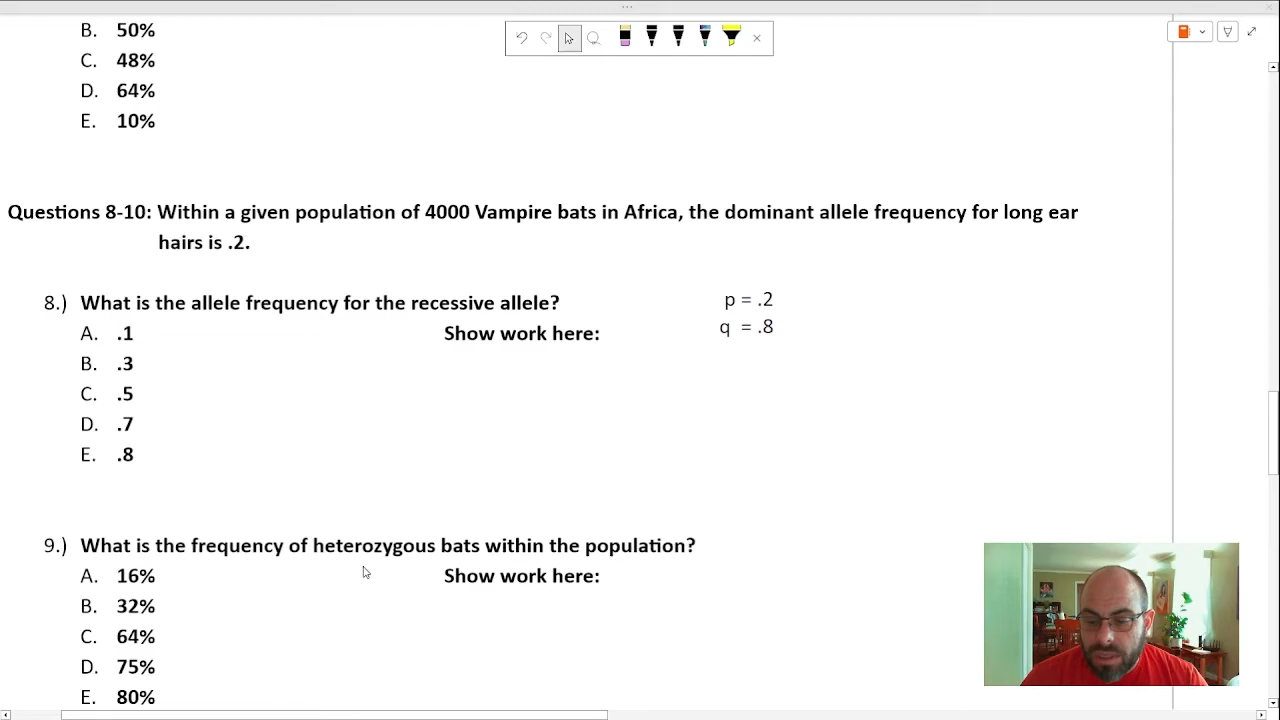 B. 50%
C. 48%
D. 64%
E. 10%
Questions 8-10: Within a given population of 4000 Vampire bats in Africa, the dominant allele frequency for long ear
hairs is .2.
8.) What is the allele frequency for the recessive allele?
p = .2
A. .1 Show work here:
q = .8
B. .3
C. .5
D. .7
E. .8
9.) What is the frequency of heterozygous bats within the population?
A. 16% Show work here:
B. 32%
C. 64%
D. 75%
E. 80%